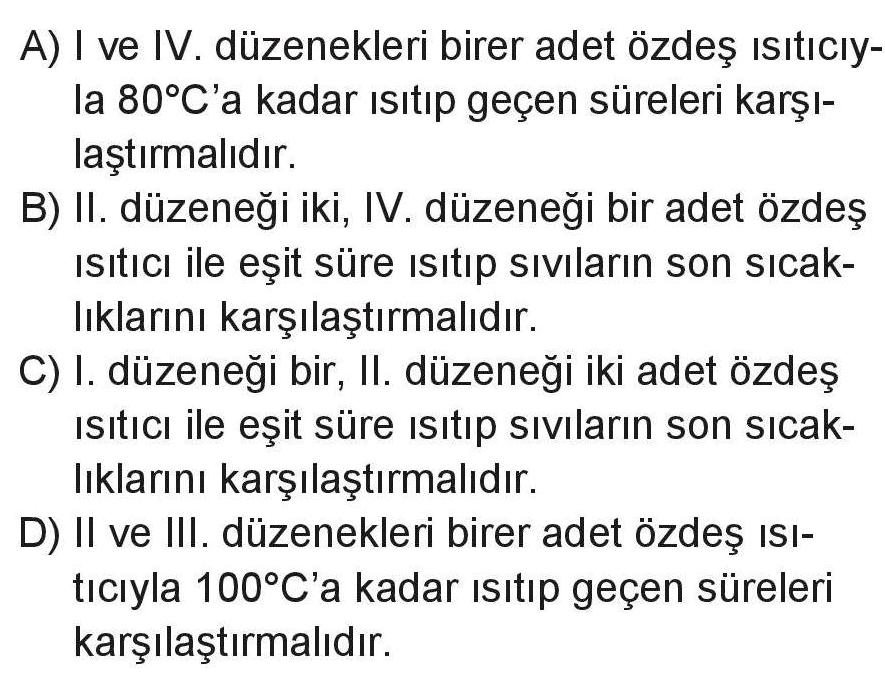 A) I ve IV. düzenekleri birer adet özdeş ısıtıcıy-
la 80°C’a kadar ısıtıp geçen süreleri karşı-
laştırmalıdır.
B) II. düzeneği iki, IV. düzeneği bir adet özdeş
ısıtıcı ile eşit süre ısıtıp sıvıların son sıcak-
lıklarını karşılaştırmalıdır.
C) I. düzeneği bir, II. düzeneği iki adet özdeş
ısıtıcı ile eşit süre ısıtıp sıvıların son sıcak-
lıklarını karşılaştırmalıdır.
D) II ve III. düzenekleri birer adet özdeş ısı-
tıcıyla 100°C’a kadar ısıtıp geçen süreleri
karşılaştırmalıdır.